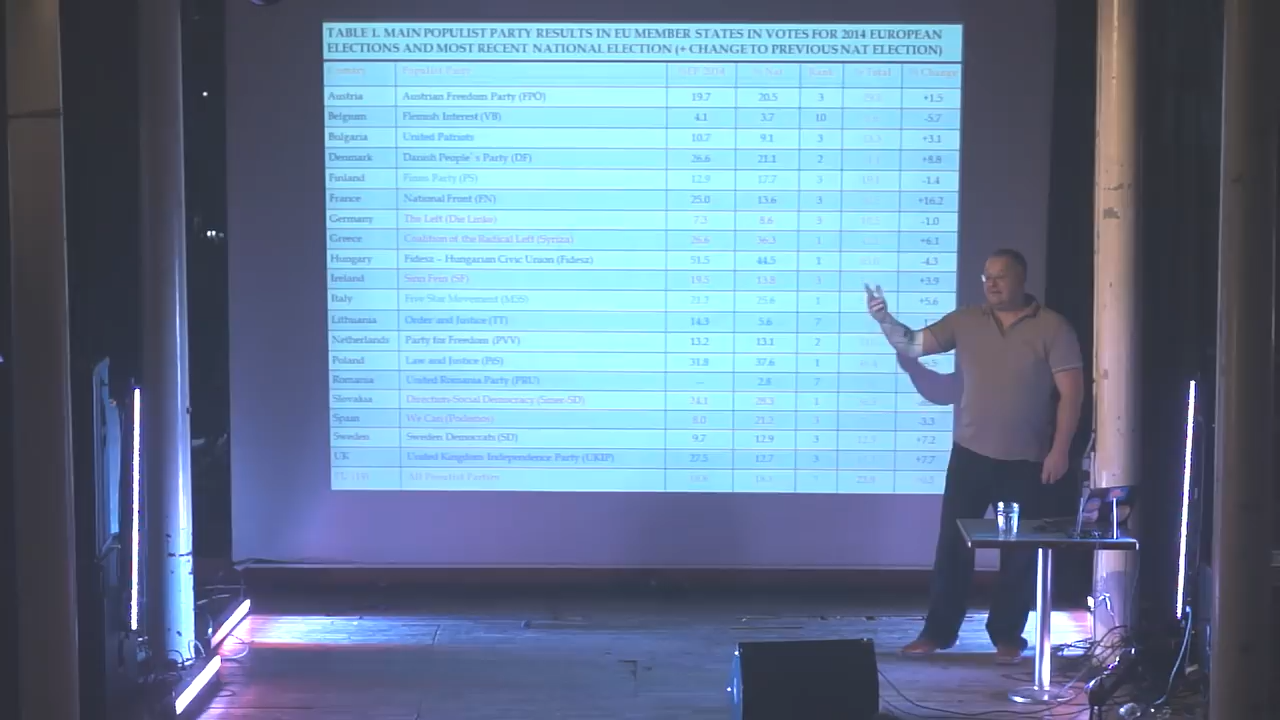 TABLE 1. MAIN POPULIST PARTY RESULTS IN EU MEMBER STATES IN VOTES FOR 2014 EUROPEAN
ELECTIONS AND MOST RECENT NATIONAL ELECTION (+ CHANGE TO PREVIOUS NAT ELECTION)
Country Populist Party % EP 2014 % Nat Rank % Total % Change
Austria Austrian Freedom Party (FPÖ) 19.7 20.5 3 +1.5
Belgium Flemish Interest (VB) 4.1 3.7 10 -5.7
Bulgaria United Patriots 10.7 9.1 3 +3.1
Denmark Danish People's Party (DF) 26.6 21.1 2 +8.8
Finland Finns Party (PS) 12.9 17.7 3 -1.4
France National Front (FN) 25.0 13.6 3 +16.2
Germany The Left (Die Linke) 7.3 8.6 3 -1.0
Greece Coalition of the Radical Left (Syriza) 26.6 36.3 1 +6.1
Hungary Fidesz – Hungarian Civic Union (Fidesz) 51.5 44.5 1 -4.3
Ireland Sinn Fein (SF) 19.5 13.8 3 +3.9
Italy Five Star Movement (M5S) 25.6 1 +5.6
Lithuania Order and Justice (TT) 14.3 5.6 7
Netherlands Party for Freedom (PVV) 13.2 13.1 2
Poland Law and Justice (PiS) 31.8 37.6 1
Romania United Romania Party (PRU) -- 2.8 7
Slovakia Direction-Social Democracy (Smer-SD) 24.1 28.3 1
Spain We Can (Podemos) 8.0 21.2 3 -3.3
Sweden Sweden Democrats (SD) 9.7 12.9 3 +7.2
UK United Kingdom Independence Party (UKIP) 27.5 12.7 3 +7.7
All Populist Parties